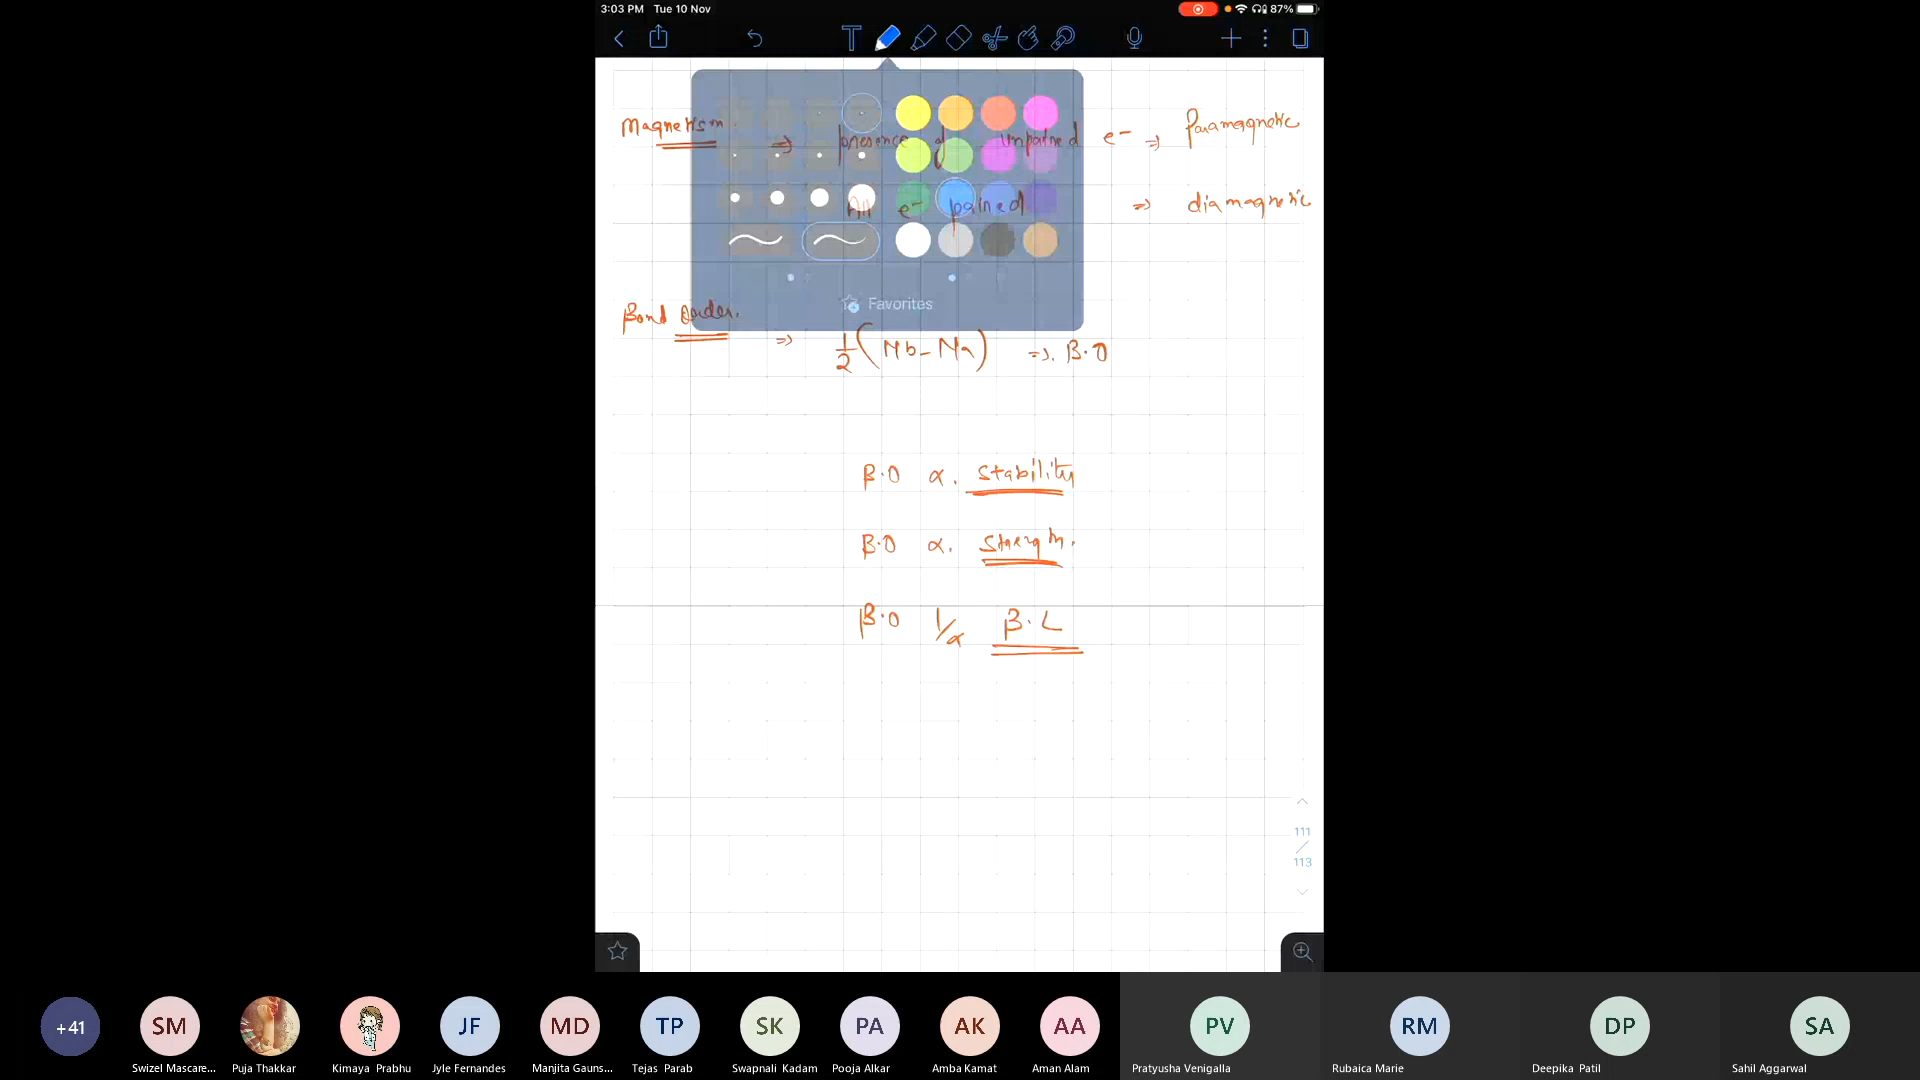 3:03 PM Tue 10 Nov
87%
T
Magnetism. ⇒ presence of unpaired e⁻ ⇒ Paramagnetic
All e⁻ paired ⇒ diamagnetic
Favorites
Bond Order. ⇒ 1/2 (Nb - Na) ⇒. B.O
B.O α. Stability
B.O α. Strength.
B.O 1/α B.L
111
/
113
+41
SM
JF
MD
TP
SK
PA
AK
AA
PV
RM
DP
SA
Swizel Mascare...
Puja Thakkar
Kimaya Prabhu
Jyle Fernandes
Manjita Gauns...
Tejas Parab
Swapnali Kadam
Pooja Alkar
Amba Kamat
Aman Alam
Pratyusha Venigalla
Rubaica Marie
Deepika Patil
Sahil Aggarwal